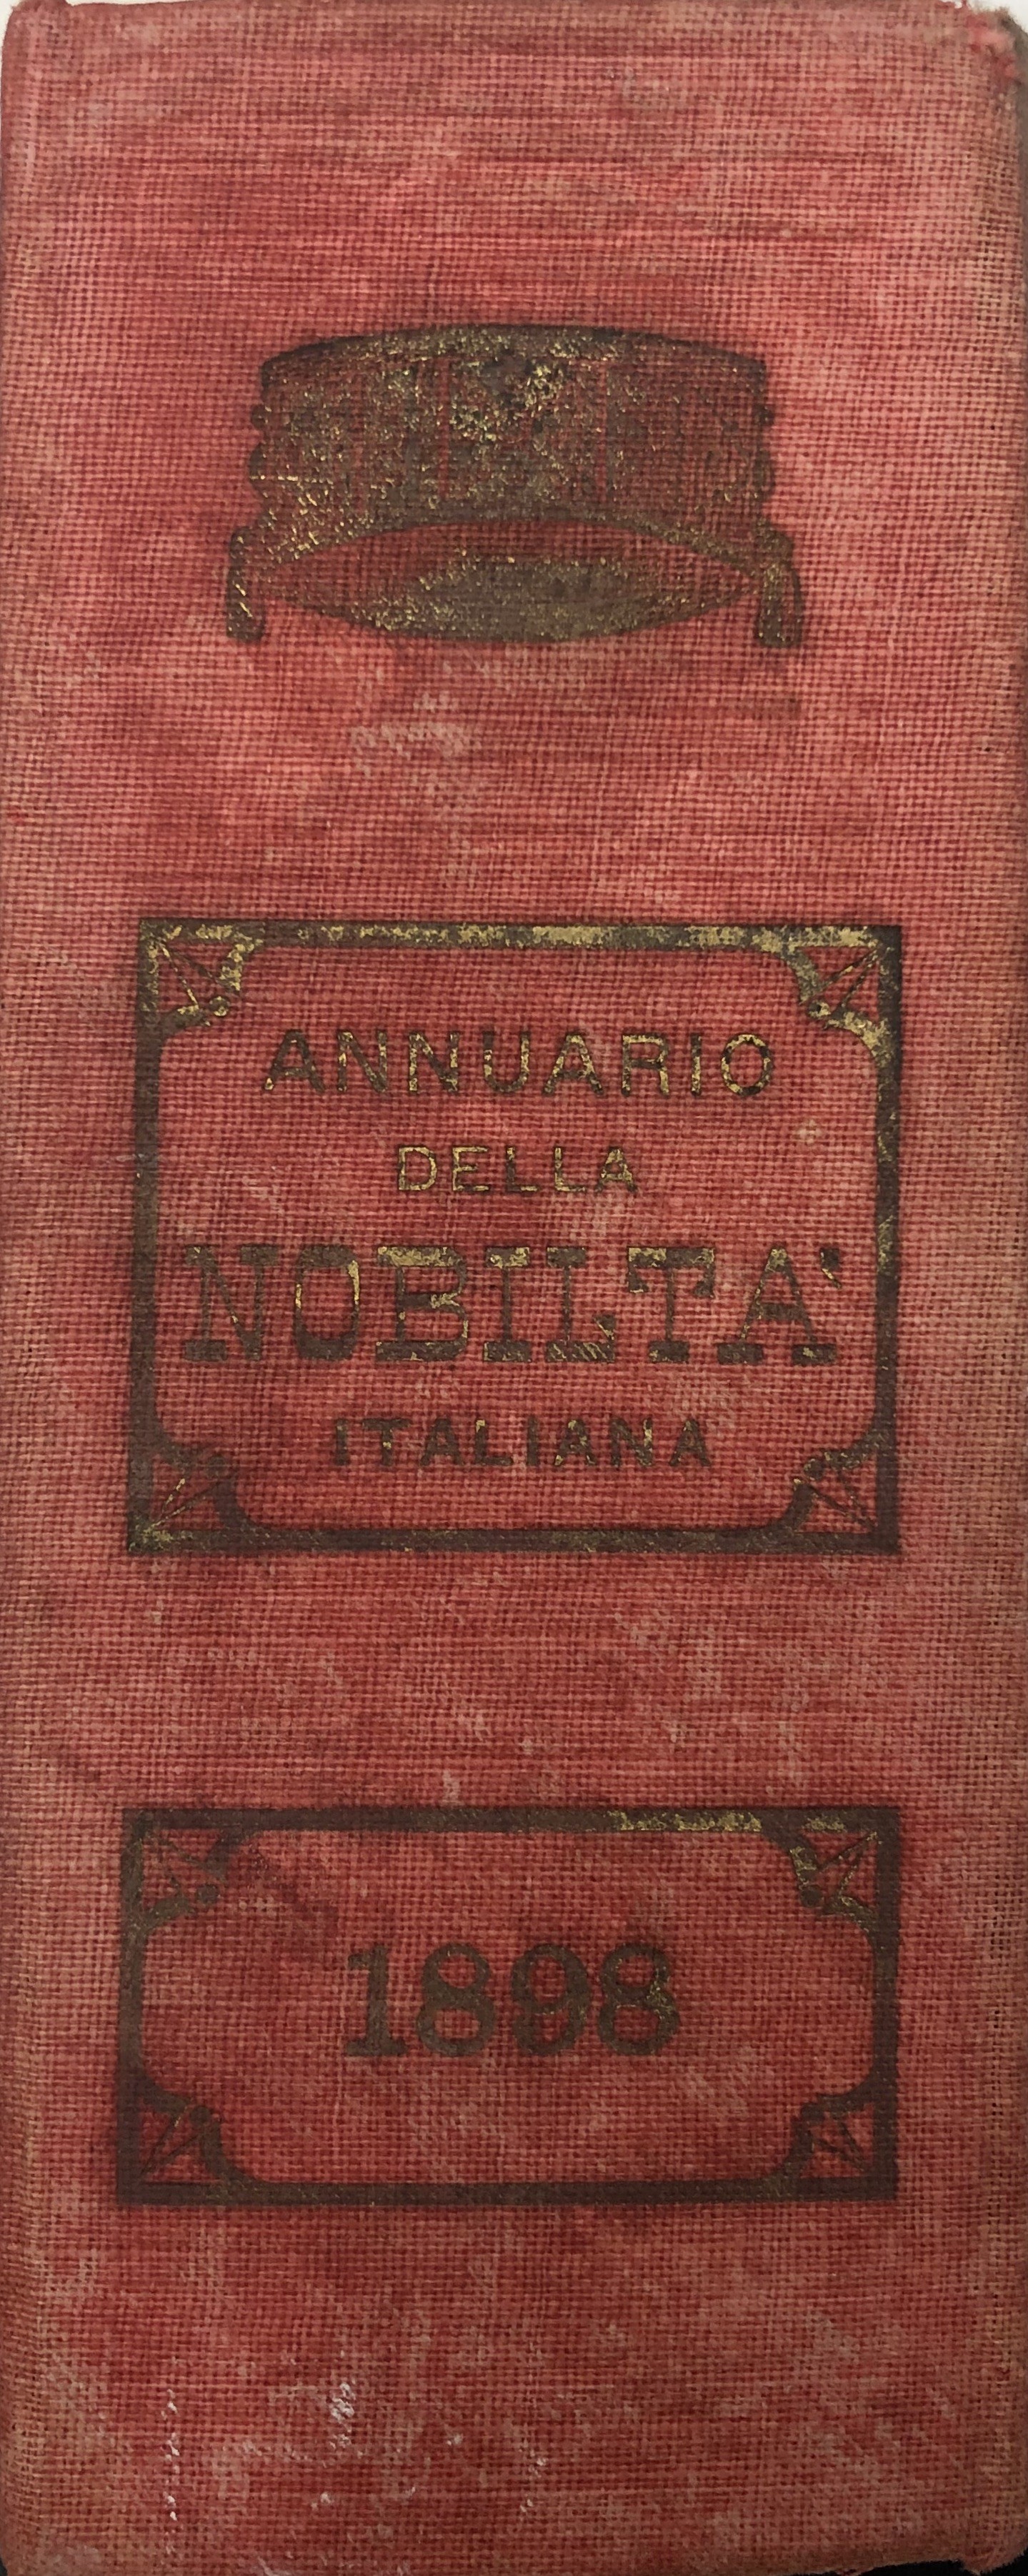 ANNUARIO
DELLA
NOBILTA'
ITALIANA
1898